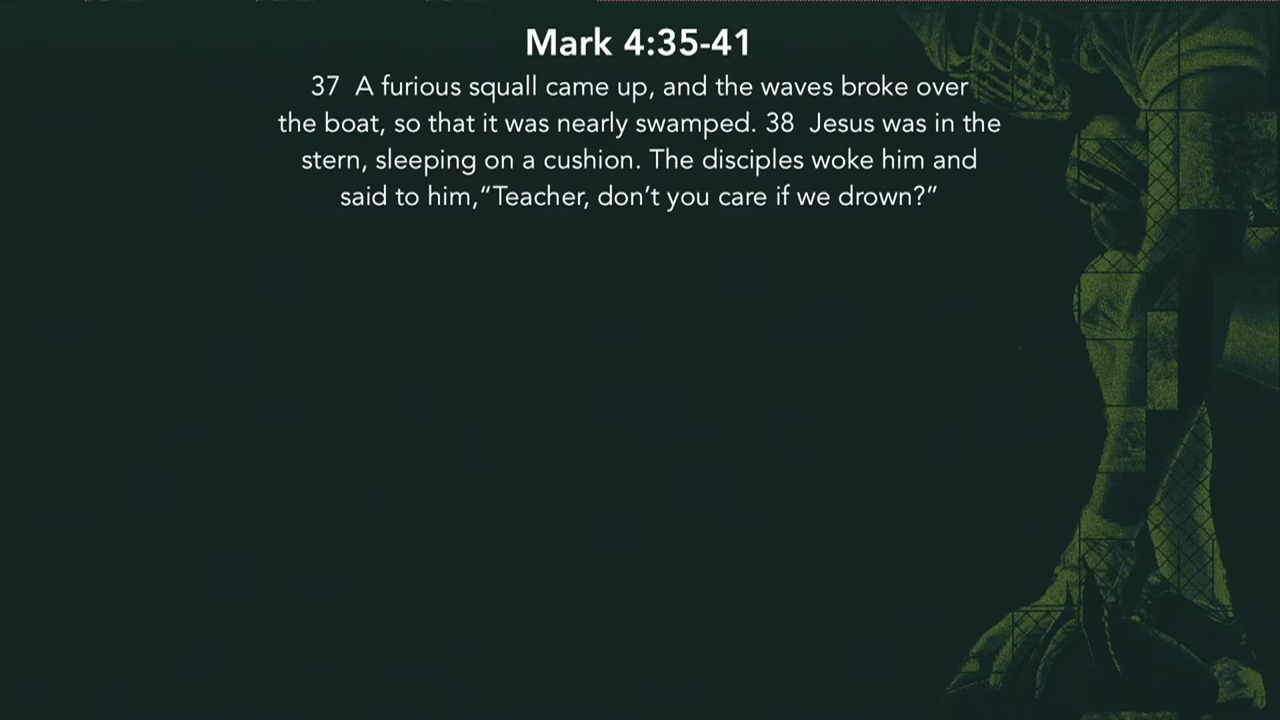 Mark 4:35-41
37 A furious squall came up, and the waves broke over
the boat, so that it was nearly swamped. 38 Jesus was in the
stern, sleeping on a cushion. The disciples woke him and
said to him,“Teacher, don’t you care if we drown?”